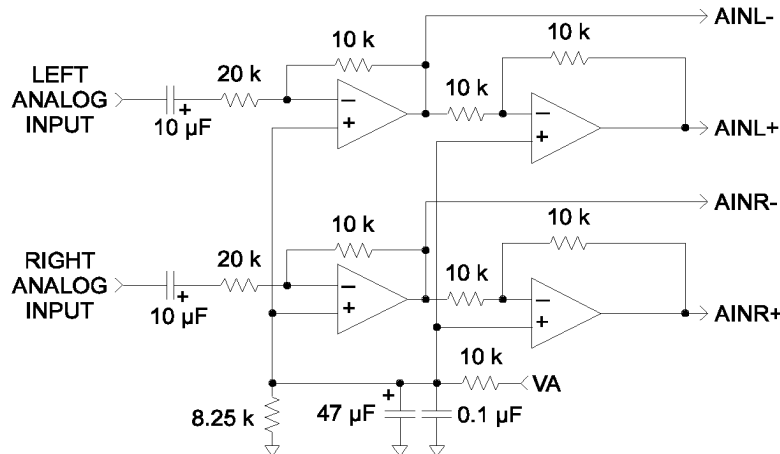 AINL-
10 k
10 k
LEFT
ANALOG
INPUT
20 k
10 k
10 µF
+
−
+
−
+
AINL+
AINR-
10 k
10 k
RIGHT
ANALOG
INPUT
20 k
10 k
10 µF
+
−
+
−
+
AINR+
10 k
VA
8.25 k
+
47 µF
0.1 µF